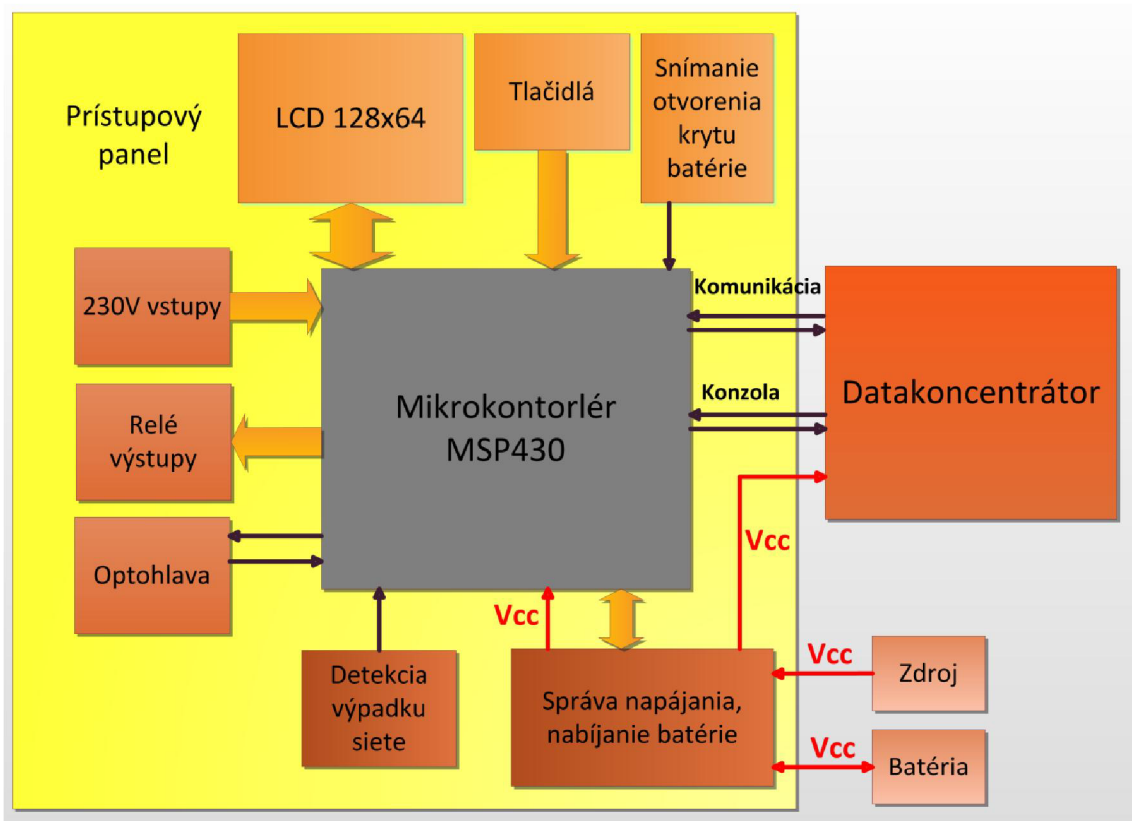 Prístupový
panel
LCD 128x64
Tlačidlá
Snímanie
otvorenia
krytu
batérie
230V vstupy
Relé
výstupy
Optohlava
Mikrokontorlér
MSP430
Komunikácia
Konzola
Datakoncentrátor
Vcc
Vcc
Detekcia
výpadku
siete
Správa napájania,
nabíjanie batérie
Vcc
Zdroj
Vcc
Batéria